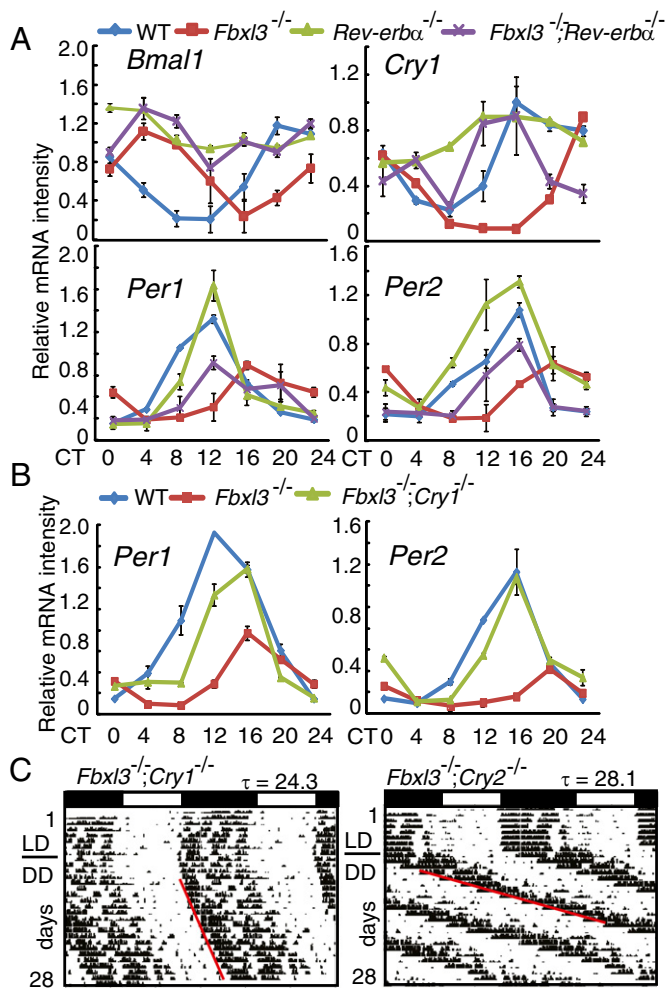 A
WT Fbxl3-/- Rev-erbα-/- Fbxl3-/-;Rev-erbα-/-
Relative mRNA intensity
Bmal1
2.0
1.6
1.2
0.8
0.4
0
Cry1
1.2
0.8
0.4
0
Per1
1.6
1.2
0.8
0.4
0
Per2
1.6
1.2
0.8
0.4
0
CT 0 4 8 12 16 20 24
CT 0 4 8 12 16 20 24
B
WT Fbxl3-/- Fbxl3-/-;Cry1-/-
Relative mRNA intensity
Per1
2.0
1.6
1.2
0.8
0.4
0
Per2
1.6
1.2
0.8
0.4
0
CT 0 4 8 12 16 20 24
CT 0 4 8 12 16 20 24
C
Fbxl3-/-;Cry1-/- τ = 24.3
1
LD
DD
days
28
Fbxl3-/-;Cry2-/- τ = 28.1
1
LD
DD
days
28